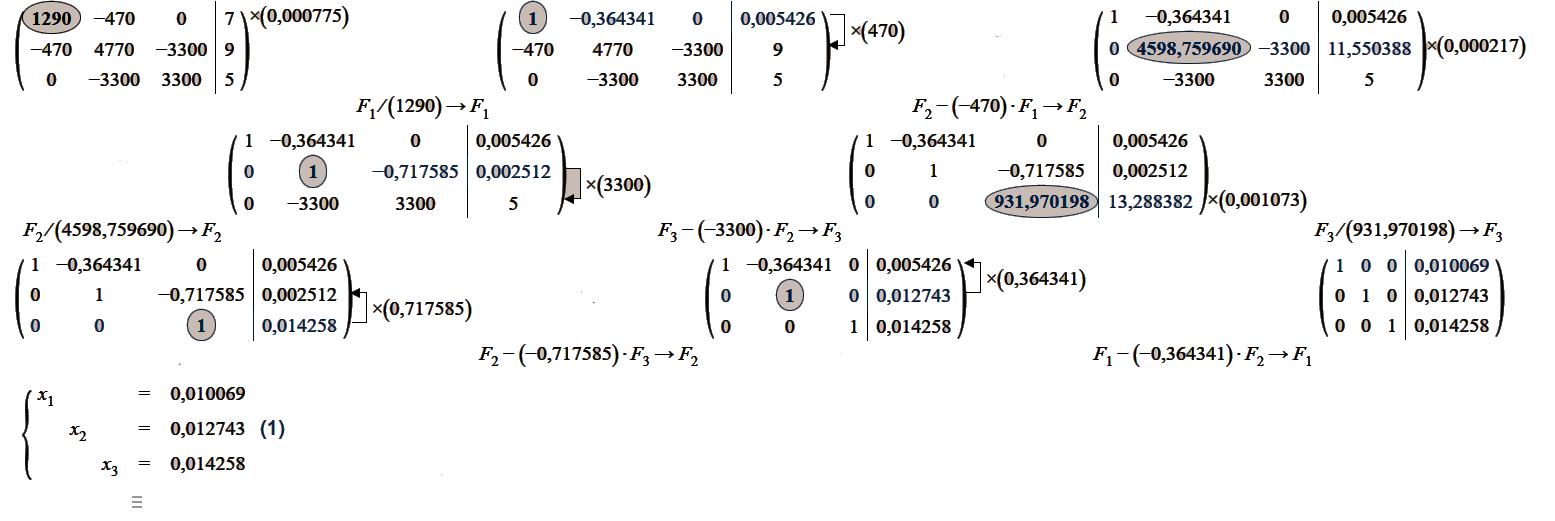 1290 −470 0 7 ×(0,000775) 1 −0,364341 0 0,005426 1 −0,364341 0 0,005426
−470 4770 −3300 9 −470 4770 −3300 9 ×(470) 0 4598,759690 −3300 11,550388 ×(0,000217)
0 −3300 3300 5 0 −3300 3300 5 0 −3300 3300 5
F₁/(1290)→F₁ F₂−(−470)·F₁→F₂
1 −0,364341 0 0,005426 1 −0,364341 0 0,005426
0 1 −0,717585 0,002512 ×(3300) 0 1 −0,717585 0,002512
0 −3300 3300 5 0 0 931,970198 13,288382 ×(0,001073)
F₂/(4598,759690)→F₂ F₃−(−3300)·F₂→F₃ F₃/(931,970198)→F₃
1 −0,364341 0 0,005426 1 −0,364341 0 0,005426 ×(0,364341) 1 0 0 0,010069
0 1 −0,717585 0,002512 ×(0,717585) 0 1 0 0,012743 0 1 0 0,012743
0 0 1 0,014258 0 0 1 0,014258 0 0 1 0,014258
F₂−(−0,717585)·F₃→F₂ F₁−(−0,364341)·F₂→F₁
x₁ = 0,010069
x₂ = 0,012743 (1)
x₃ = 0,014258